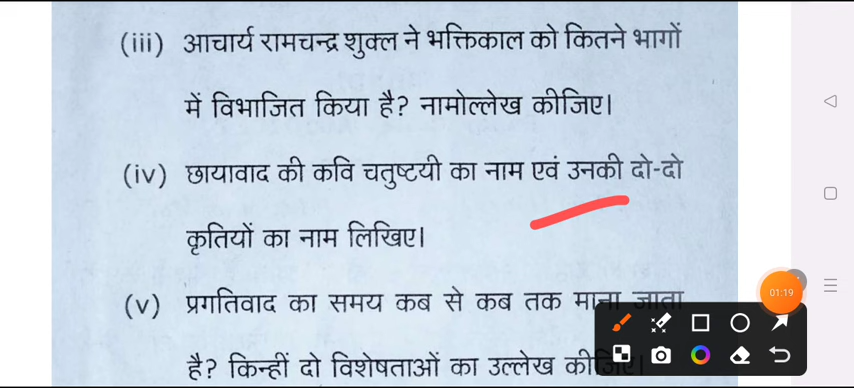 (iii) आचार्य रामचन्द्र शुक्ल ने भक्तिकाल को कितने भागों
में विभाजित किया है? नामोल्लेख कीजिए।
(iv) छायावाद की कवि चतुष्टयी का नाम एवं उनकी दो-दो
कृतियों का नाम लिखिए।
(v) प्रगतिवाद का समय कब से कब तक माना जाता
01:19
है? किन्हीं दो विशेषताओं का उल्लेख कीजिए।